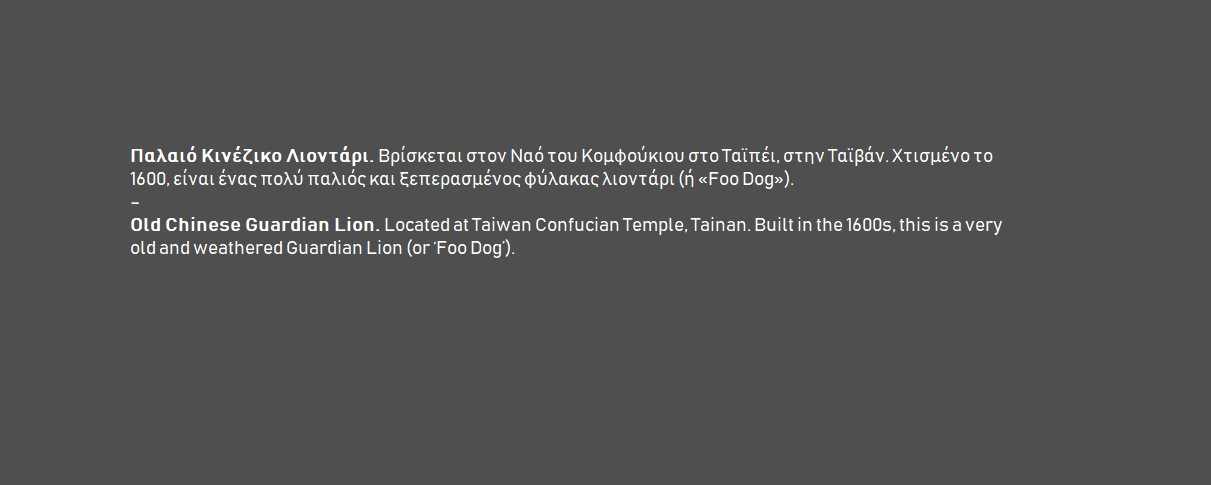 Παλαιό Κινέζικο Λιοντάρι. Βρίσκεται στον Ναό του Κομφούκιου στο Ταϊπέι, στην Ταϊβάν. Χτισμένο το
1600, είναι ένας πολύ παλιός και ξεπερασμένος φύλακας λιοντάρι (ή «Foo Dog»).
–
Old Chinese Guardian Lion. Located at Taiwan Confucian Temple, Tainan. Built in the 1600s, this is a very
old and weathered Guardian Lion (or ‘Foo Dog’).